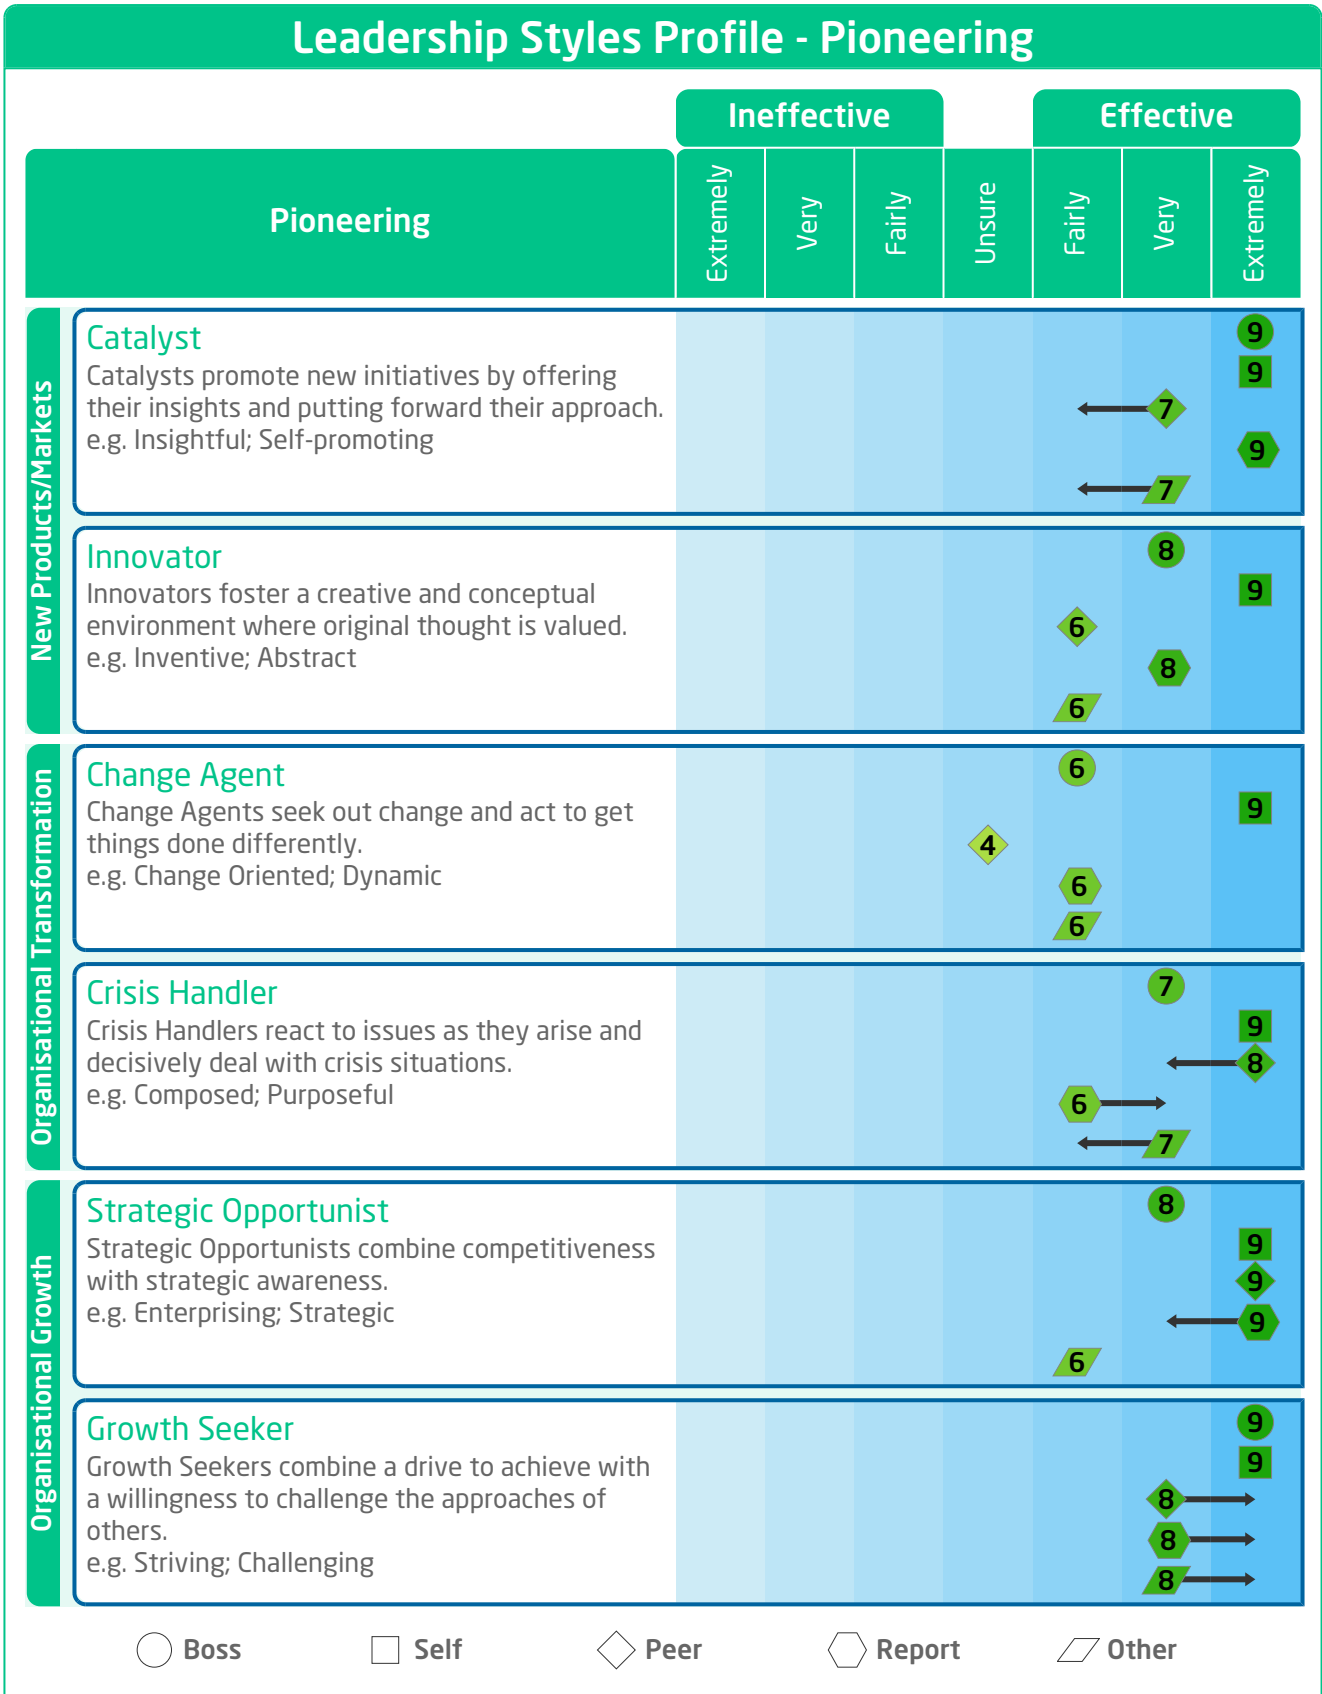 Leadership Styles Profile - Pioneering
Ineffective
Effective
Pioneering
Extremely
Very
Fairly
Unsure
Fairly
Very
Extremely
New Products/Markets
Catalyst
Catalysts promote new initiatives by offering
their insights and putting forward their approach.
e.g. Insightful; Self-promoting
9
9
7
9
7
Innovator
Innovators foster a creative and conceptual
environment where original thought is valued.
e.g. Inventive; Abstract
8
9
6
8
6
Organisational Transformation
Change Agent
Change Agents seek out change and act to get
things done differently.
e.g. Change Oriented; Dynamic
6
9
4
6
6
Crisis Handler
Crisis Handlers react to issues as they arise and
decisively deal with crisis situations.
e.g. Composed; Purposeful
7
9
8
6
7
Organisational Growth
Strategic Opportunist
Strategic Opportunists combine competitiveness
with strategic awareness.
e.g. Enterprising; Strategic
8
9
9
9
6
Growth Seeker
Growth Seekers combine a drive to achieve with
a willingness to challenge the approaches of
others.
e.g. Striving; Challenging
9
9
8
8
8
Boss
Self
Peer
Report
Other